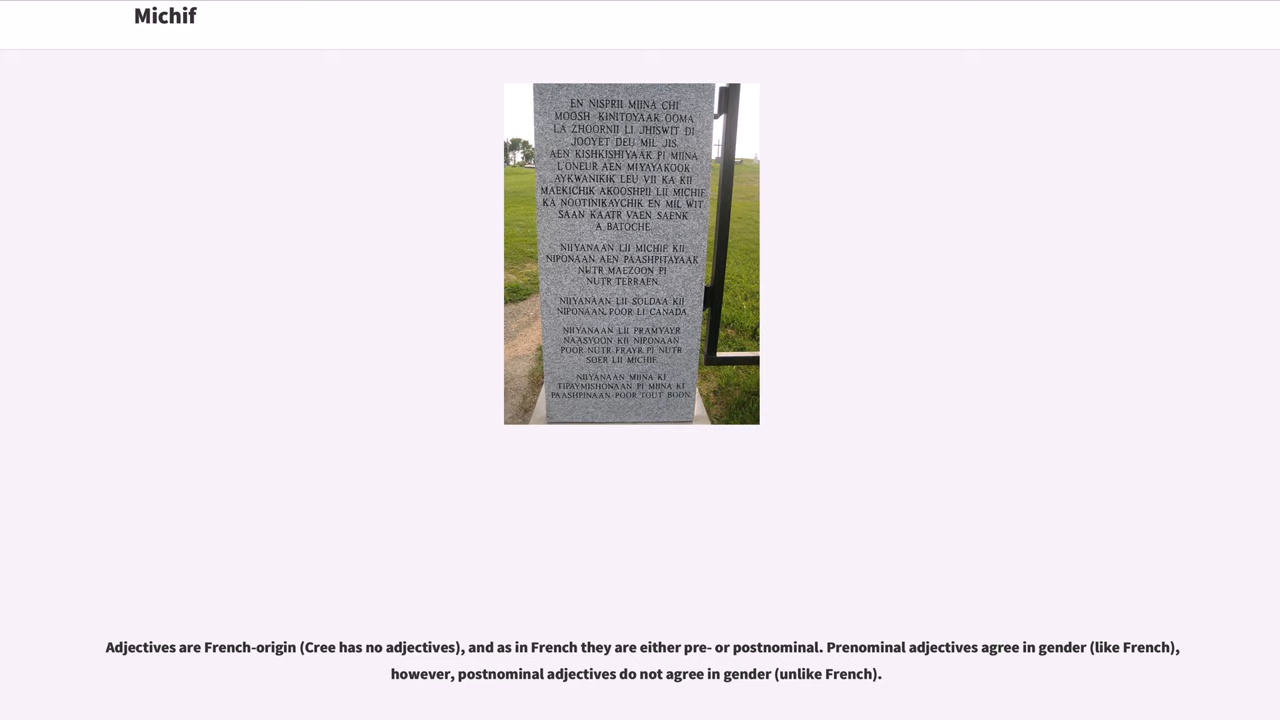 Michif
EN NISPRII MIINA CHI
MOOSH KINITOYAAK OOMA
LA ZHOORNII LI JHISWIT DI
JOOYET DEU MIL JIS
AEN KISHKISHIYAAK PI MIINA
L'ONEUR AEN MIYAYAKOOK
AYKWANIKIK LEU VII KA KII
MAEKICHIK AKOOSHPII LII MICHIF
KA NOOTINIKAYCHIK EN MIL WIT
SAAN KAATR VAEN SAENK
A BATOCHE.
NIIYANAAN LII MICHIF KII
NIPONAAN AEN PAASHPITAYAAK
NUTR MAEZOON PI
NUTR TERRAEN.
NIIYANAAN LII SOLDAA KII
NIPONAAN, POOR LI CANADA.
NIIYANAAN LII PRAMYAYR
NAASYOON KII NIPONAAN
POOR NUTR FRAYR PI NUTR
SOER LII MICHIF.
NIIYANAAN MIINA KI
TIPAYMISHONAAN PI MIINA KI
PAASHPINAAN POOR TOUT BOON.
Adjectives are French-origin (Cree has no adjectives), and as in French they are either pre- or postnominal. Prenominal adjectives agree in gender (like French),
however, postnominal adjectives do not agree in gender (unlike French).